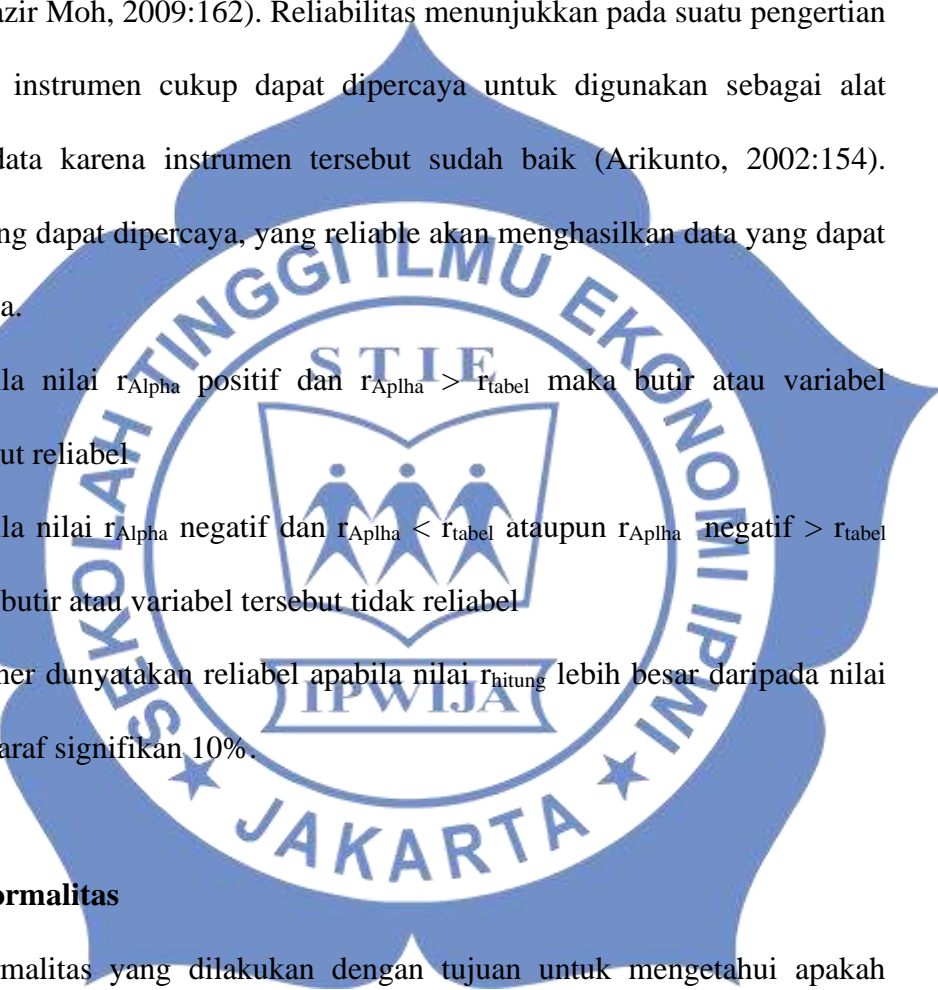 azir Moh, 2009:162). Reliabilitas menunjukkan pada suatu pengertian
instrumen cukup dapat dipercaya untuk digunakan sebagai alat
data karena instrumen tersebut sudah baik (Arikunto, 2002:154).
ng dapat dipercaya, yang reliable akan menghasilkan data yang dapat
a.
ila nilai rAlpha positif dan rAplha > rtabel maka butir atau variabel
but reliabel
ila nilai rAlpha negatif dan rAplha < rtabel ataupun rAplha negatif > rtabel
butir atau variabel tersebut tidak reliabel
ner dunyatakan reliabel apabila nilai rhitung lebih besar daripada nilai
araf signifikan 10%.
ormalitas
malitas yang dilakukan dengan tujuan untuk mengetahui apakah
SEKOLAH TINGGI ILMU EKONOMI IPWI
JAKARTA
STIE
IPWIJA